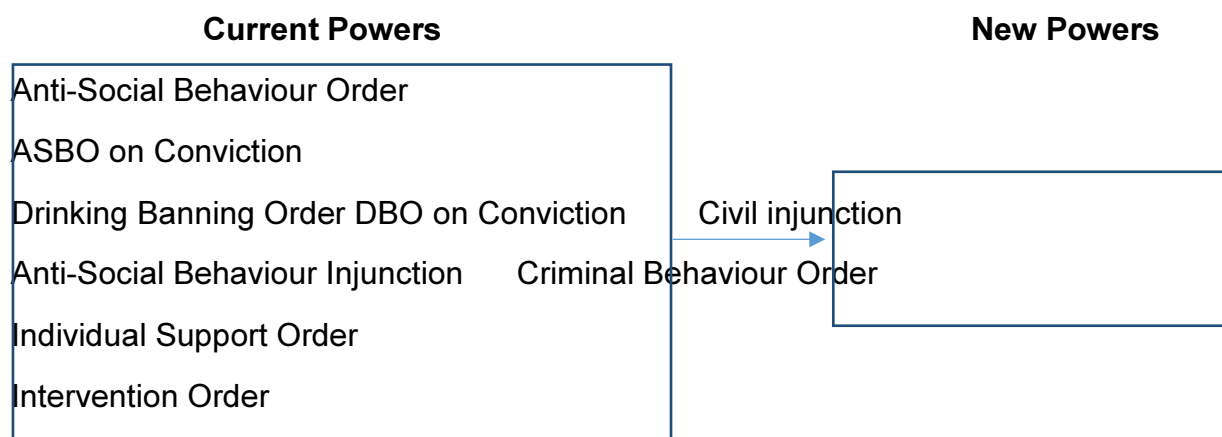 Current Powers New Powers
Anti-Social Behaviour Order
ASBO on Conviction
Drinking Banning Order DBO on Conviction Civil injunction
Anti-Social Behaviour Injunction Criminal Behaviour Order
Individual Support Order
Intervention Order